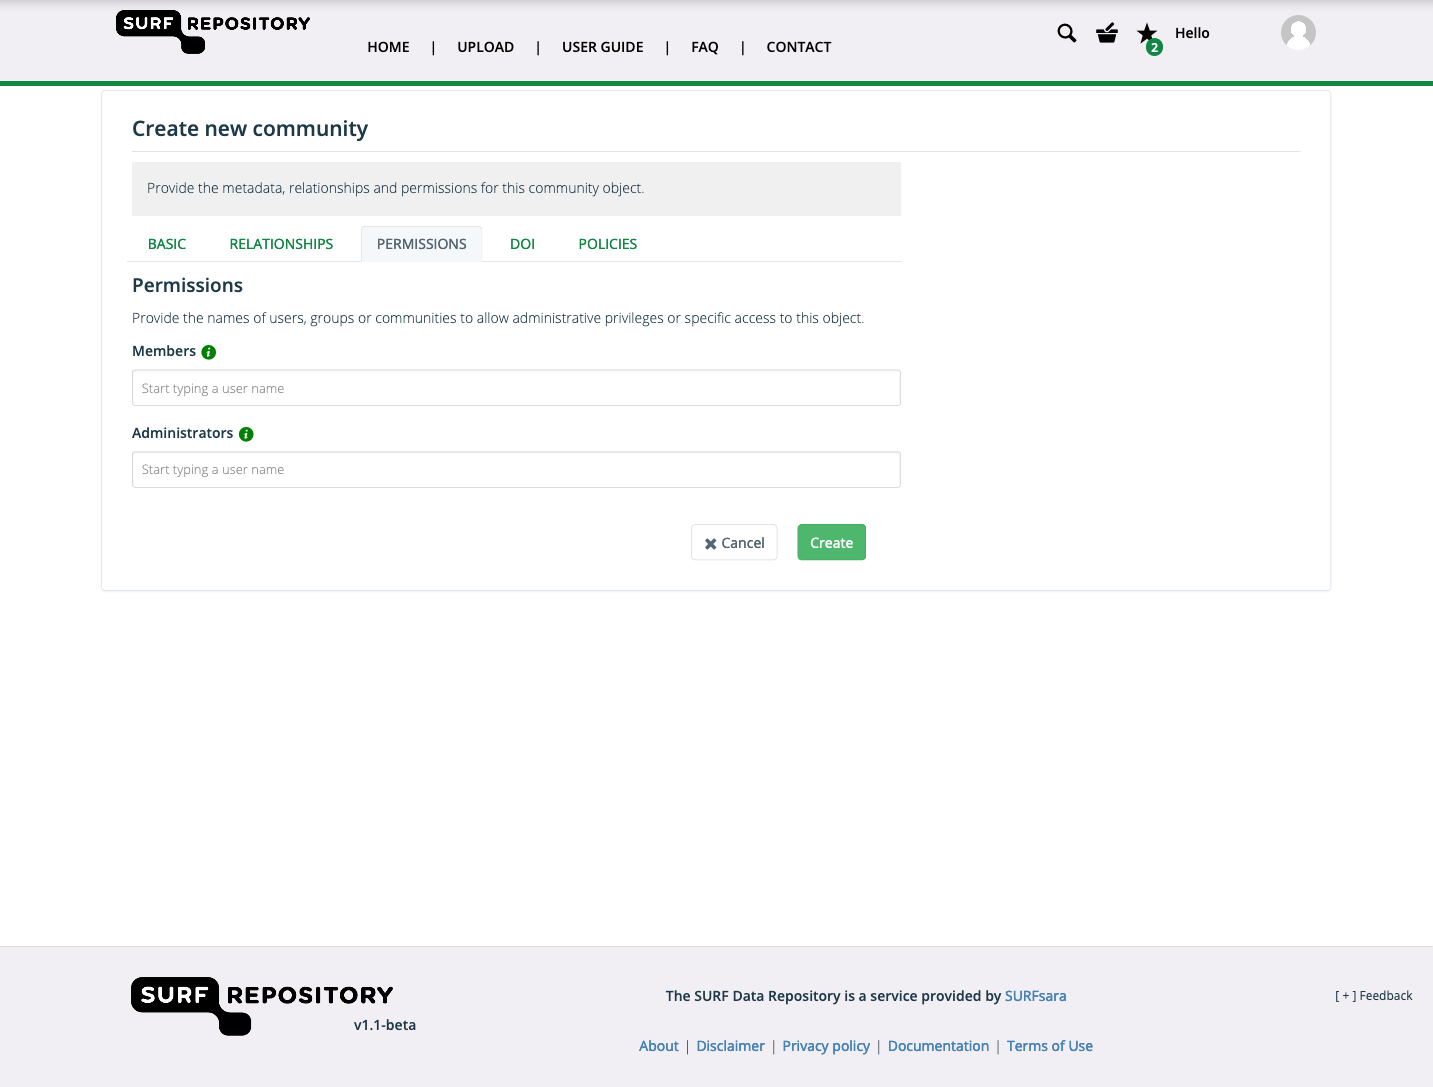 SURF REPOSITORY
HOME | UPLOAD | USER GUIDE | FAQ | CONTACT
2
Hello
Create new community
Provide the metadata, relationships and permissions for this community object.
BASIC RELATIONSHIPS PERMISSIONS DOI POLICIES
Permissions
Provide the names of users, groups or communities to allow administrative privileges or specific access to this object.
Members i
Start typing a user name
Administrators i
Start typing a user name
Cancel Create
SURF REPOSITORY
v1.1-beta
The SURF Data Repository is a service provided by SURFsara
About | Disclaimer | Privacy policy | Documentation | Terms of Use
[ + ] Feedback